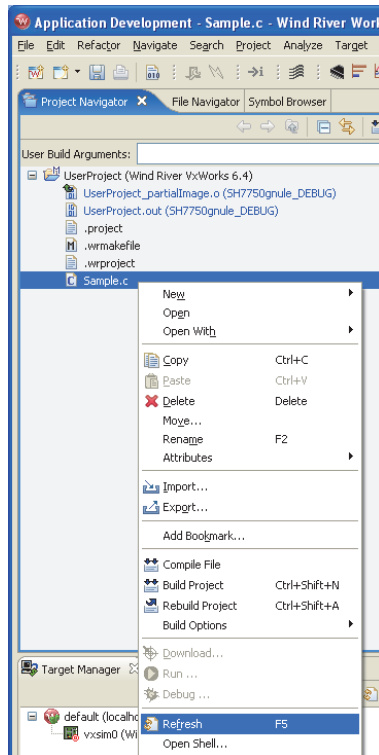 Application Development - Sample.c - Wind River Wor
File Edit Refactor Navigate Search Project Analyze Target
Project Navigator File Navigator Symbol Browser
User Build Arguments:
UserProject (Wind River VxWorks 6.4)
UserProject_partialImage.o (SH7750gnule_DEBUG)
UserProject.out (SH7750gnule_DEBUG)
.project
.wrmakefile
.wrproject
Sample.c
New
Open
Open With
Copy Ctrl+C
Paste Ctrl+V
Delete Delete
Move...
Rename F2
Attributes
Import...
Export...
Add Bookmark...
Compile File
Build Project Ctrl+Shift+N
Rebuild Project Ctrl+Shift+A
Build Options
Download...
Run ...
Debug ...
Refresh F5
Open Shell...
Target Manager
default (localho
vxsim0 (Wi